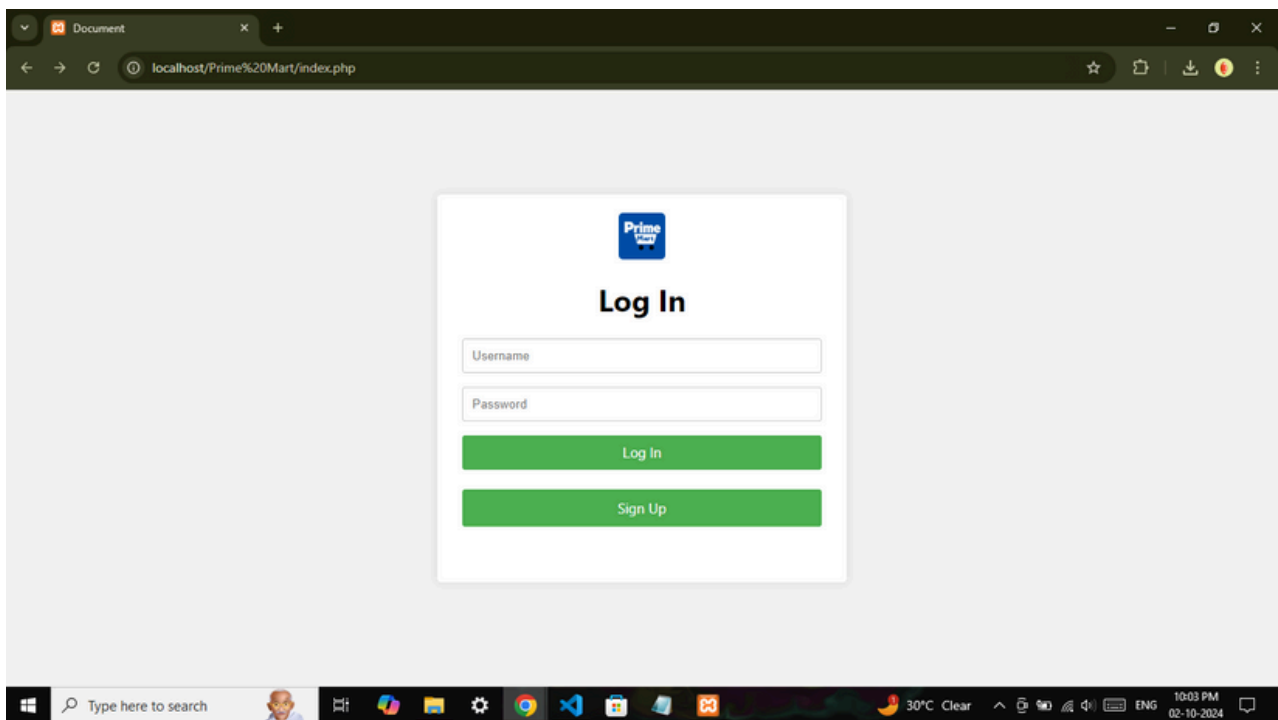 Document
localhost/Prime%20Mart/index.php
Prime
Mart
Log In
Username
Password
Log In
Sign Up
Type here to search
30°C Clear
ENG
10:03 PM
02-10-2024